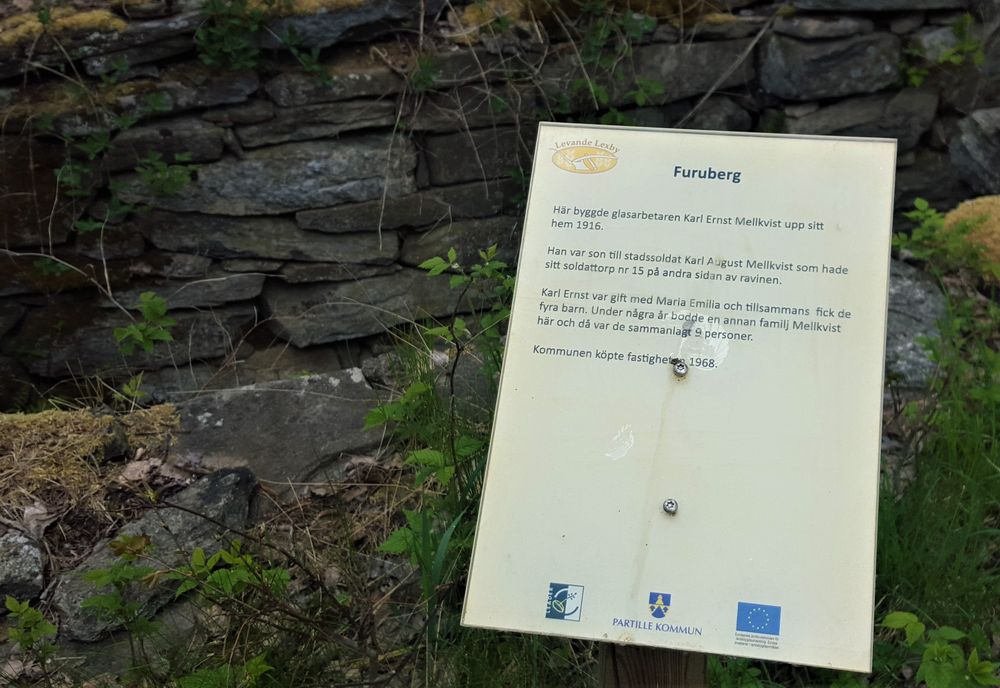 Levande Lexby
Furuberg
Här byggde glasarbetaren Karl Ernst Mellkvist upp sitt
hem 1916.
Han var son till stadssoldat Karl August Mellkvist som hade
sitt soldattorp nr 15 på andra sidan av ravinen.
Karl Ernst var gift med Maria Emilia och tillsammans fick de
fyra barn. Under några år bodde en annan familj Mellkvist
här och då var de sammanlagt 9 personer.
Kommunen köpte fastigheten 1968.
LEADER
PARTILLE KOMMUN